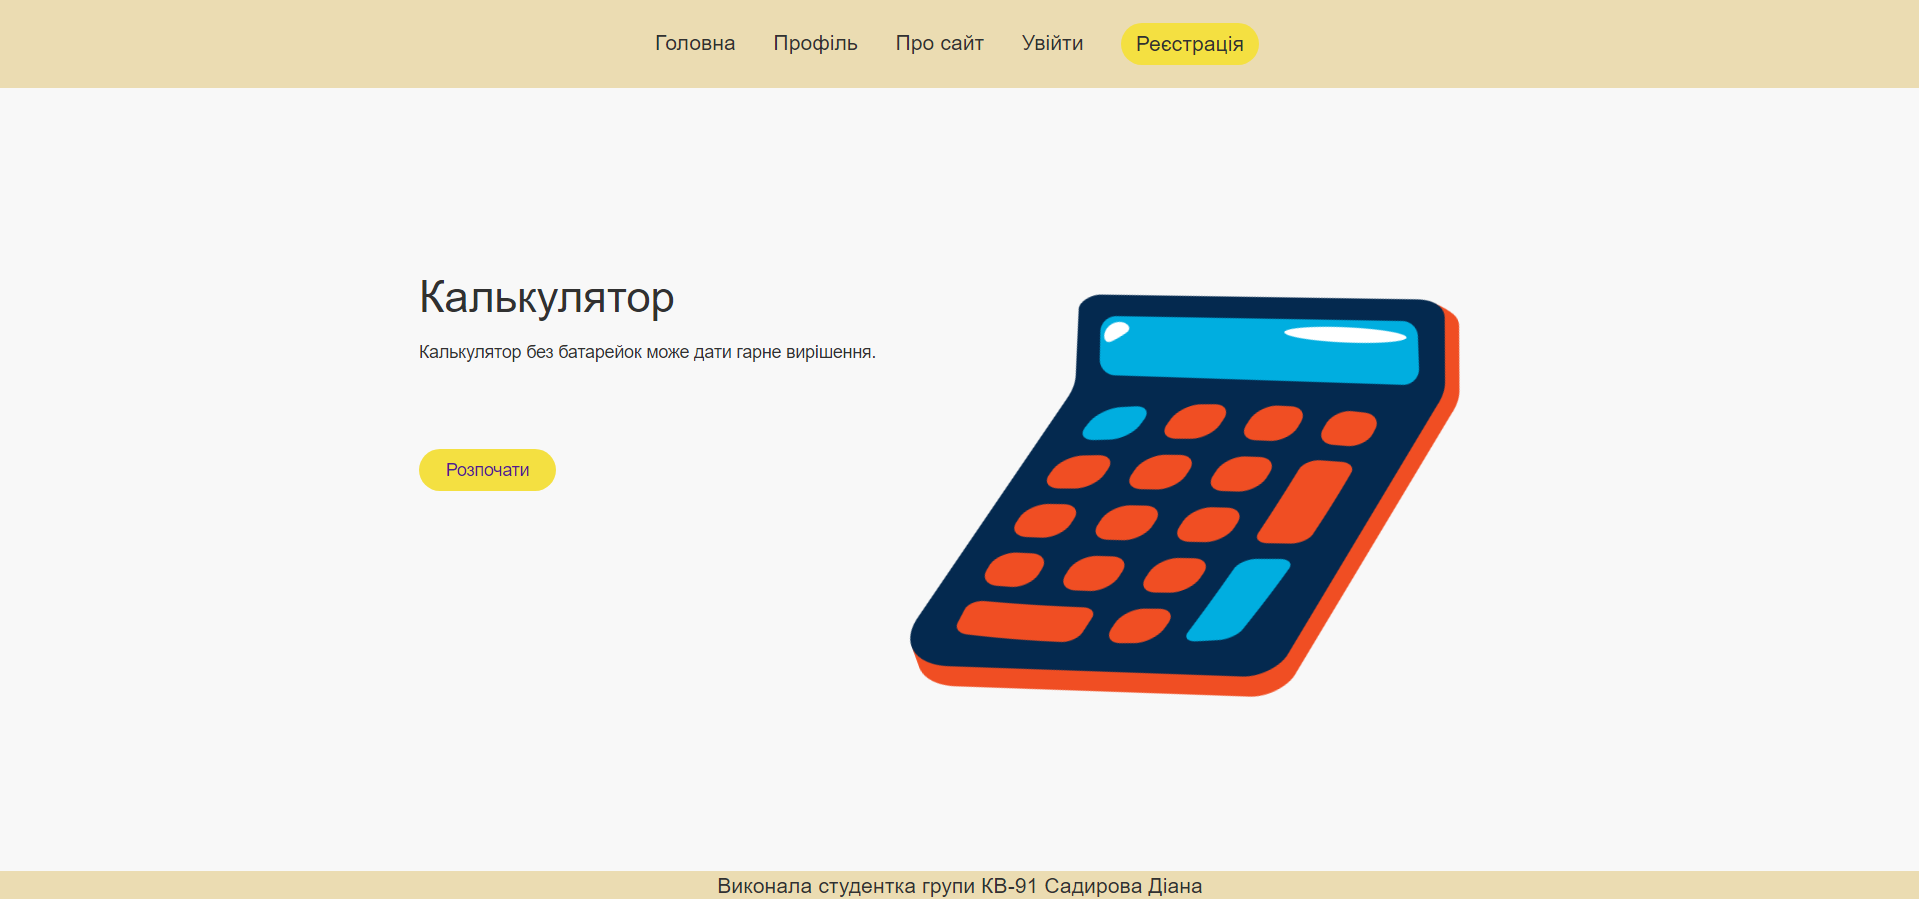 Головна Профіль Про сайт Увійти Реєстрація
Калькулятор
Калькулятор без батарейок може дати гарне вирішення.
Розпочати
Виконала студентка групи КВ-91 Садирова Діана